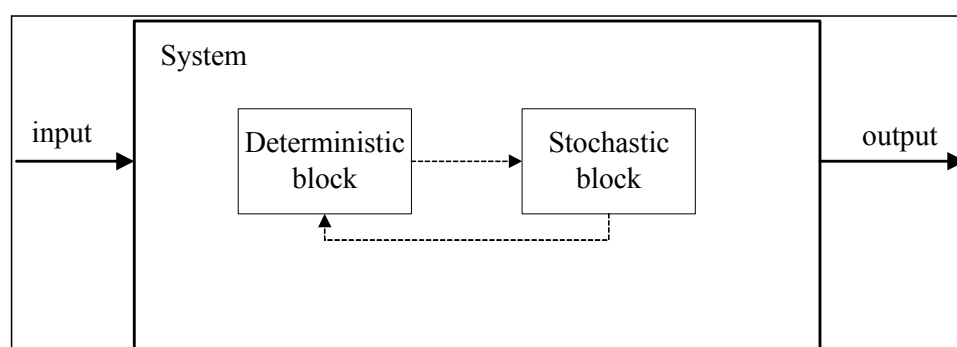 System
input
Deterministic
block
Stochastic
block
output